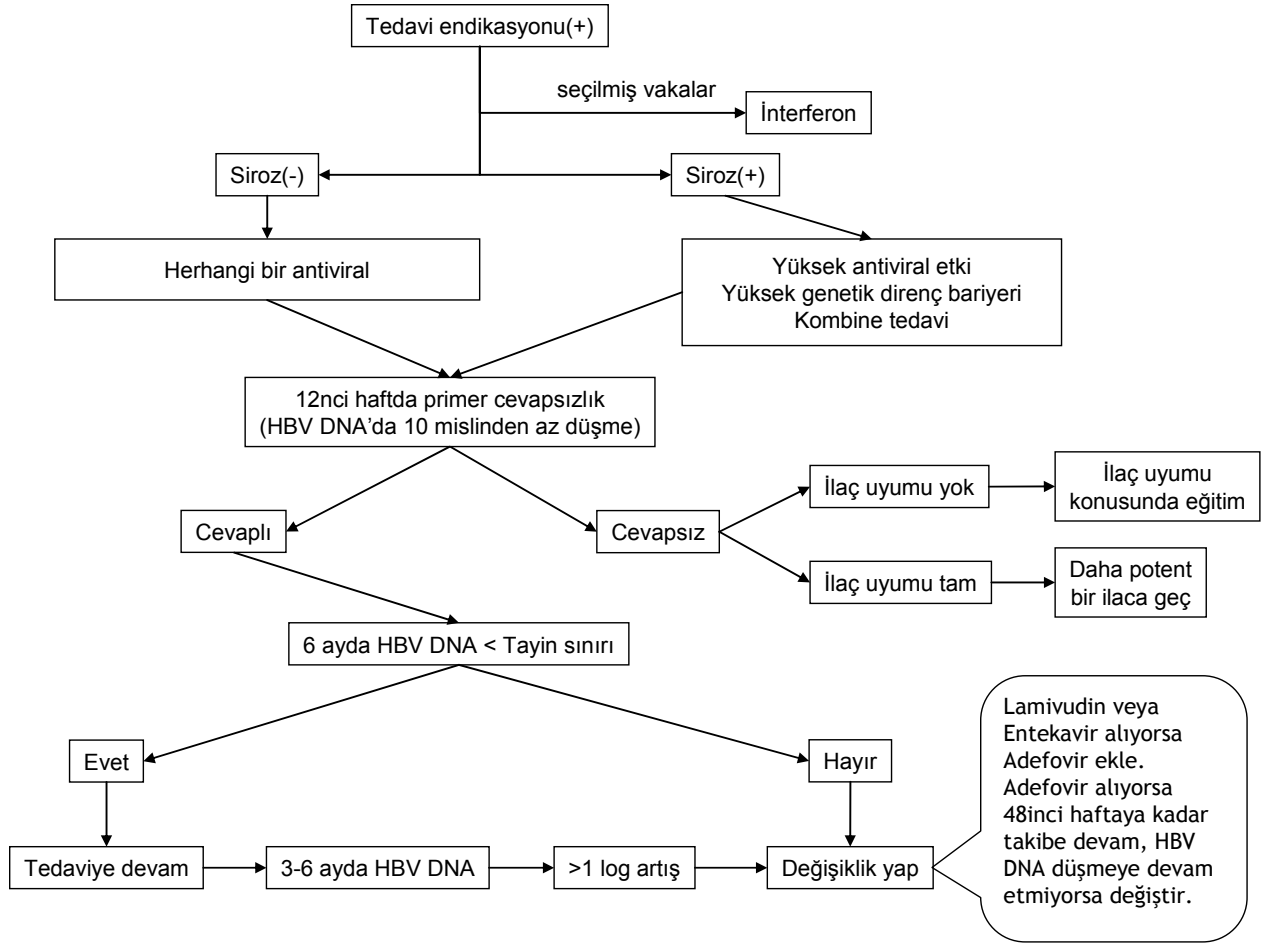 Tedavi endikasyonu(+)
seçilmiş vakalar
İnterferon
Siroz(-)
Siroz(+)
Herhangi bir antiviral
Yüksek antiviral etki
Yüksek genetik direnç bariyeri
Kombine tedavi
12nci haftda primer cevapsızlık
(HBV DNA’da 10 mislinden az düşme)
Cevaplı
Cevapsız
İlaç uyumu yok
İlaç uyumu
konusunda eğitim
İlaç uyumu tam
Daha potent
bir ilaca geç
6 ayda HBV DNA < Tayin sınırı
Evet
Hayır
Tedaviye devam
3-6 ayda HBV DNA
>1 log artış
Değişiklik yap
Lamivudin veya
Entekavir alıyorsa
Adefovir ekle.
Adefovir alıyorsa
48inci haftaya kadar
takibe devam, HBV
DNA düşmeye devam
etmiyorsa değiştir.